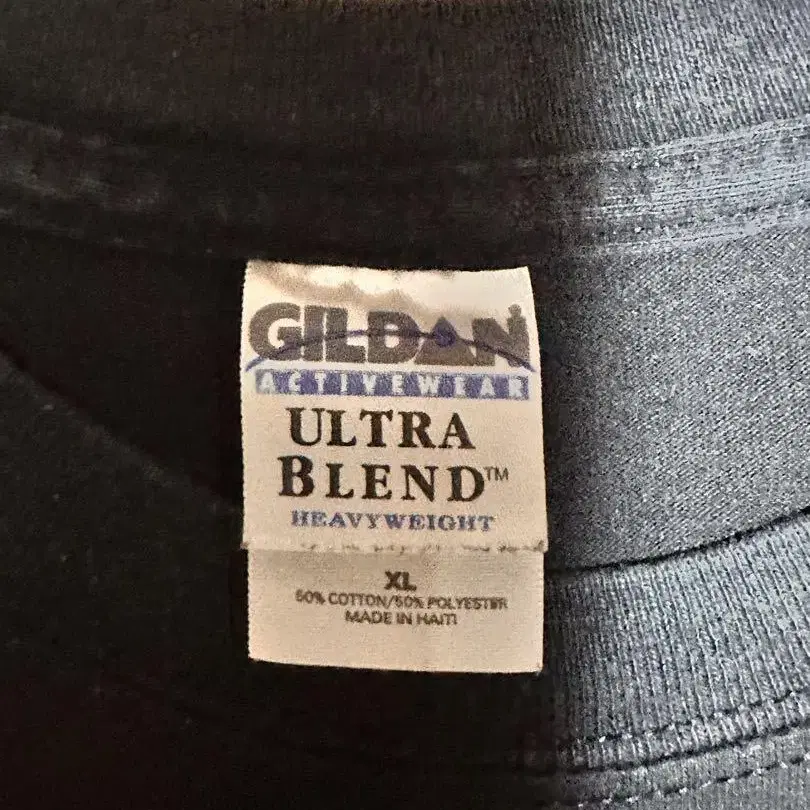 GILDAN
ACTIVEWEAR
ULTRA
BLEND™
HEAVYWEIGHT
XL
50% COTTON/50% POLYESTER
MADE IN HAITI